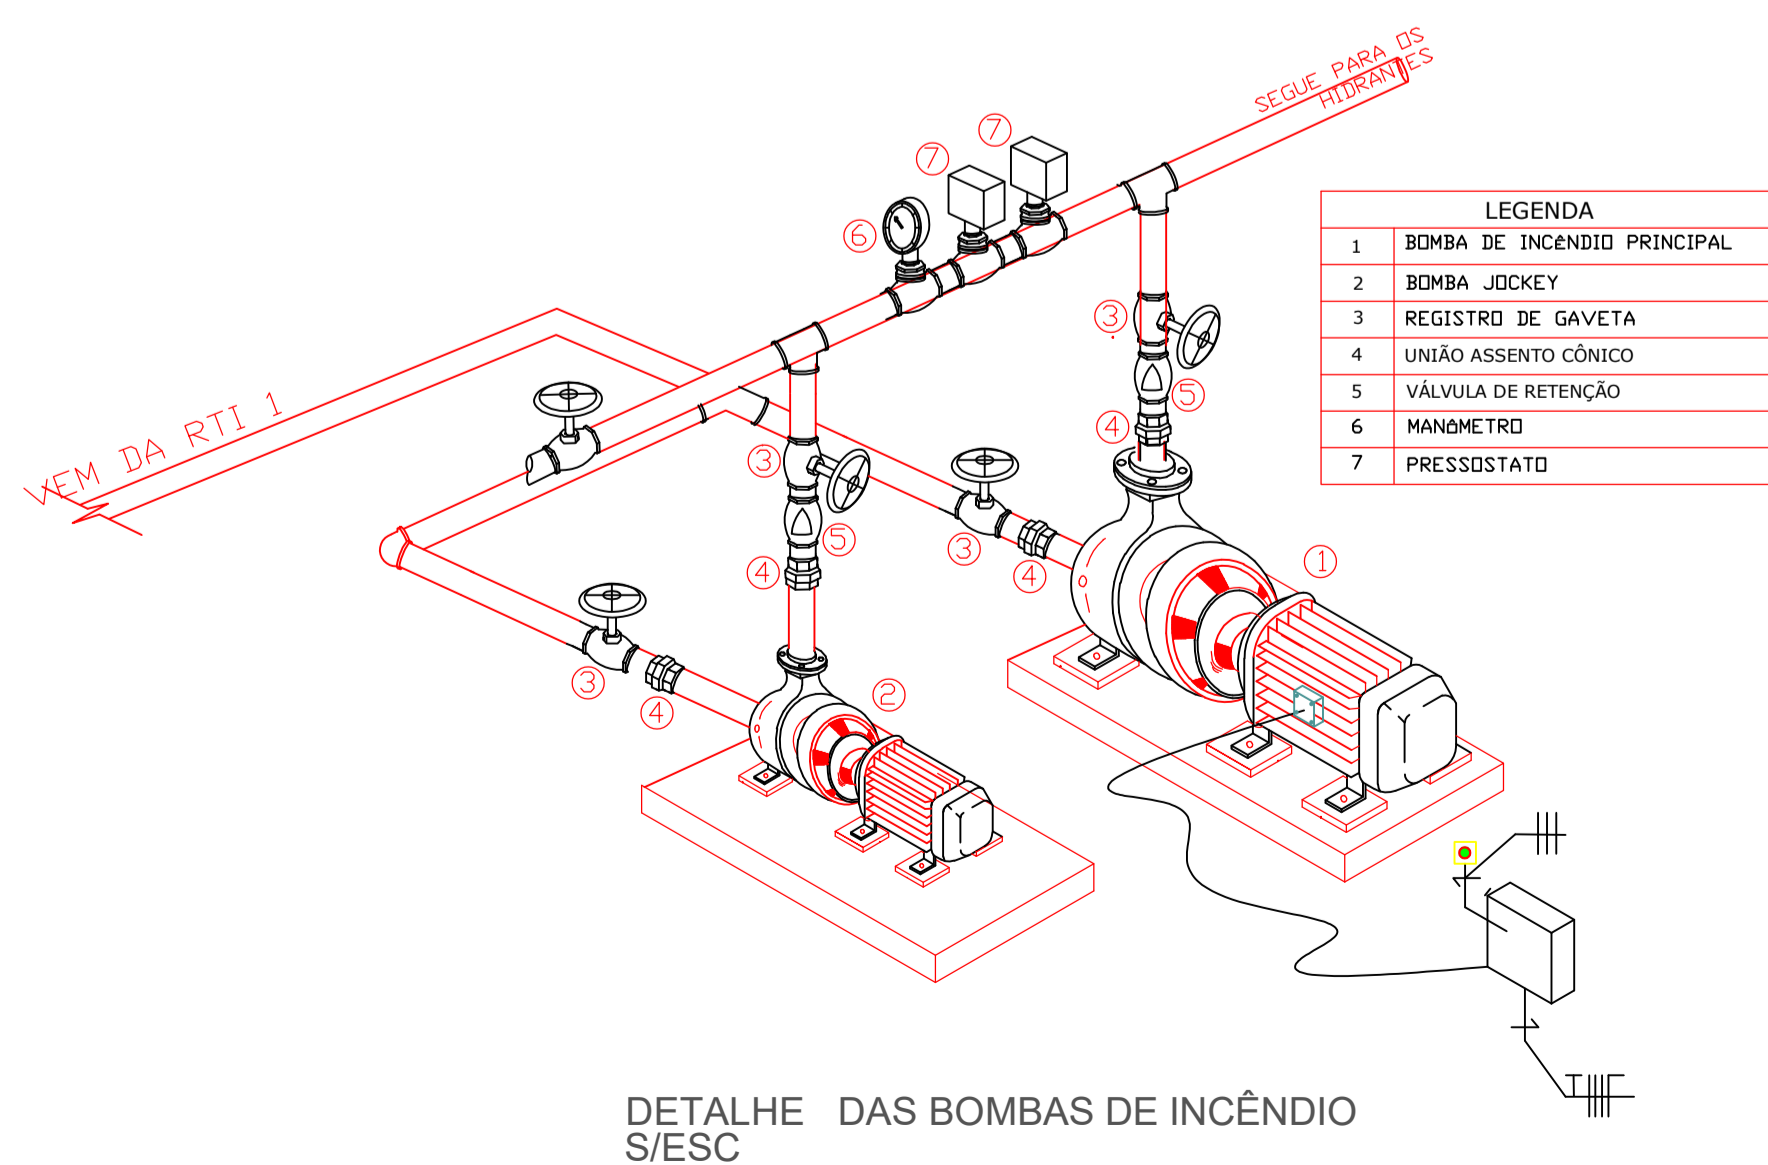 SEGUE PARA OS
HIDRANTES
7
7
6
LEGENDA
1 BOMBA DE INCÊNDIO PRINCIPAL
2 BOMBA JOCKEY
3 REGISTRO DE GAVETA
4 UNIÃO ASSENTO CÔNICO
5 VÁLVULA DE RETENÇÃO
6 MANÔMETRO
7 PRESSOSTATO
3
5
4
VEM DA RTI 1
3
5
4
3
4
1
3
4
2
DETALHE DAS BOMBAS DE INCÊNDIO
S/ESC